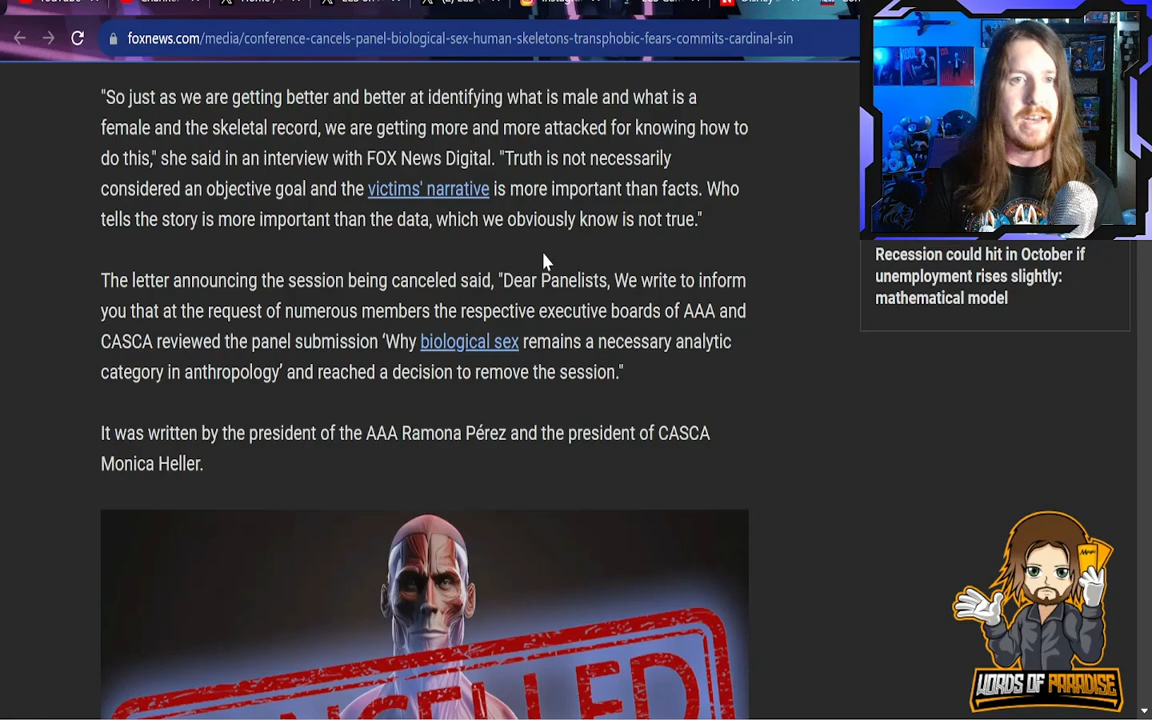 foxnews.com/media/conference-cancels-panel-biological-sex-human-skeletons-transphobic-fears-commits-cardinal-sin
"So just as we are getting better and better at identifying what is male and what is a
female and the skeletal record, we are getting more and more attacked for knowing how to
do this," she said in an interview with FOX News Digital. "Truth is not necessarily
considered an objective goal and the victims' narrative is more important than facts. Who
tells the story is more important than the data, which we obviously know is not true."
Recession could hit in October if
unemployment rises slightly:
mathematical model
The letter announcing the session being canceled said, "Dear Panelists, We write to inform
you that at the request of numerous members the respective executive boards of AAA and
CASCA reviewed the panel submission ‘Why biological sex remains a necessary analytic
category in anthropology’ and reached a decision to remove the session."
It was written by the president of the AAA Ramona Pérez and the president of CASCA
Monica Heller.
WORDS OF PARADISE